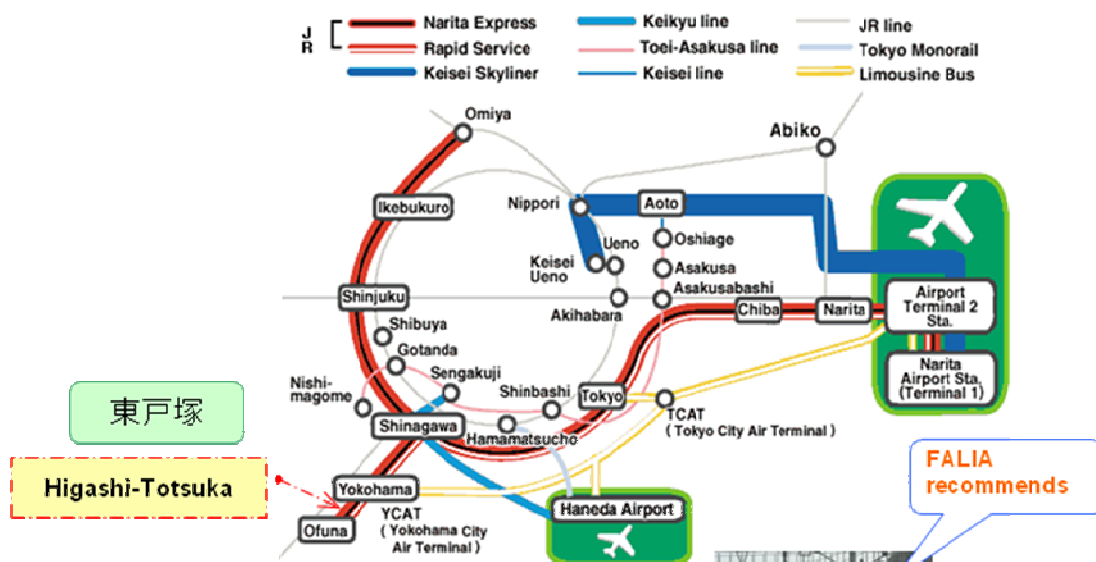 J
R
Narita Express
Rapid Service
Keisei Skyliner
Keikyu line
Toei-Asakusa line
Keisei line
JR line
Tokyo Monorail
Limousine Bus
Omiya
Abiko
Ikebukuro
Nippori
Aoto
Oshiage
Ueno
Keisei
Ueno
Asakusa
Asakusabashi
Shinjuku
Akihabara
Chiba
Narita
Airport
Terminal 2
Sta.
Shibuya
Gotanda
Sengakuji
Nishi-
magome
Shinbashi
Tokyo
Narita
Airport Sta.
(Terminal 1)
東戸塚
Shinagawa
Hamamatsucho
TCAT
( Tokyo City Air Terminal )
Higashi-Totsuka
Yokohama
YCAT
( Yokohama City
Air Terminal )
Ofuna
Haneda Airport
FALIA
recommends